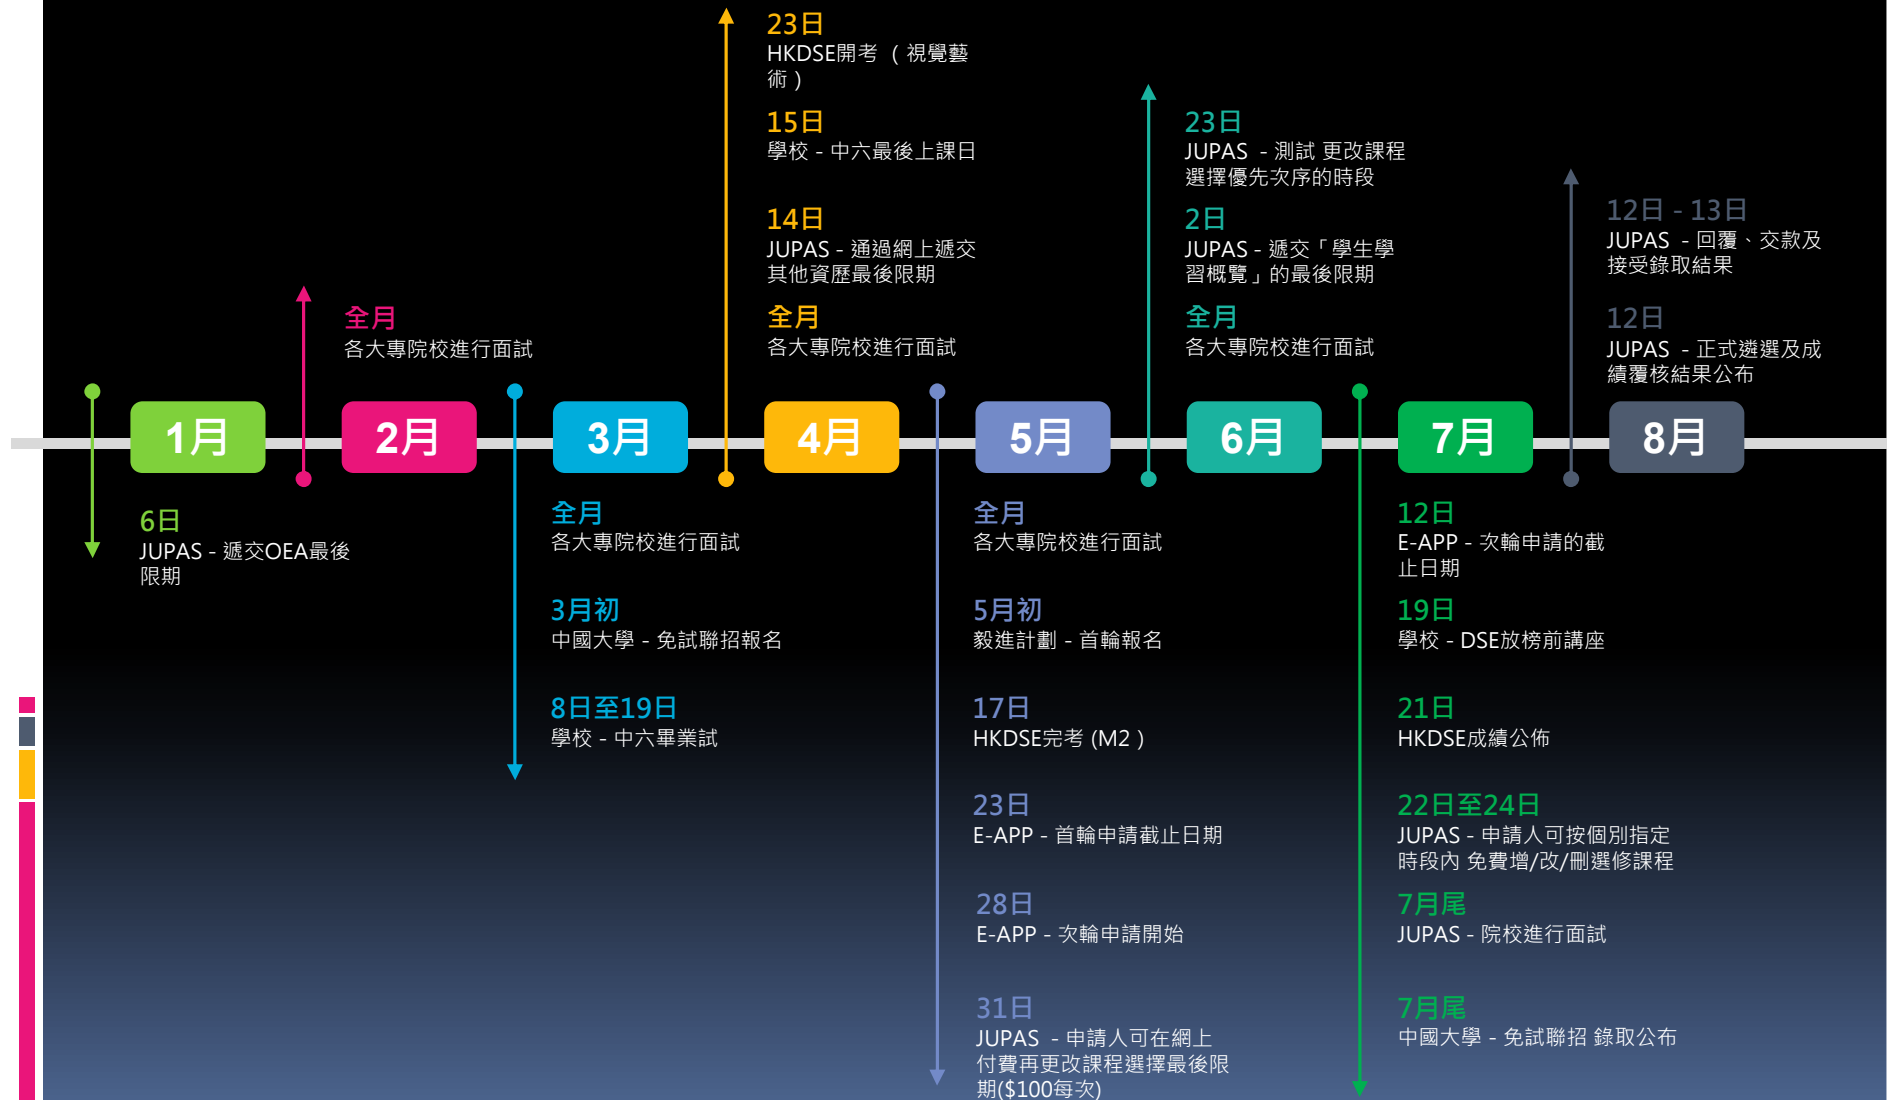 1月
6日
JUPAS - 遞交OEA最後
限期
2月
全月
各大專院校進行面試
3月
全月
各大專院校進行面試
3月初
中國大學 - 免試聯招報名
8日至19日
學校 - 中六畢業試
4月
23日
HKDSE開考 （視覺藝
術）
15日
學校 - 中六最後上課日
14日
JUPAS - 通過網上遞交
其他資歷最後限期
全月
各大專院校進行面試
5月
全月
各大專院校進行面試
5月初
毅進計劃 - 首輪報名
17日
HKDSE完考 (M2 )
23日
E-APP - 首輪申請截止日期
28日
E-APP - 次輪申請開始
31日
JUPAS - 申請人可在網上
付費再更改課程選擇最後限
期($100每次)
6月
23日
JUPAS - 測試 更改課程
選擇優先次序的時段
2日
JUPAS - 遞交「學生學
習概覽」的最後限期
全月
各大專院校進行面試
7月
12日
E-APP - 次輪申請的截
止日期
19日
學校 - DSE放榜前講座
21日
HKDSE成績公佈
22日至24日
JUPAS - 申請人可按個別指定
時段內 免費增/改/刪選修課程
7月尾
JUPAS - 院校進行面試
7月尾
中國大學 - 免試聯招 錄取公布
8月
12日 - 13日
JUPAS - 回覆、交款及
接受錄取結果
12日
JUPAS - 正式遴選及成
績覆核結果公布